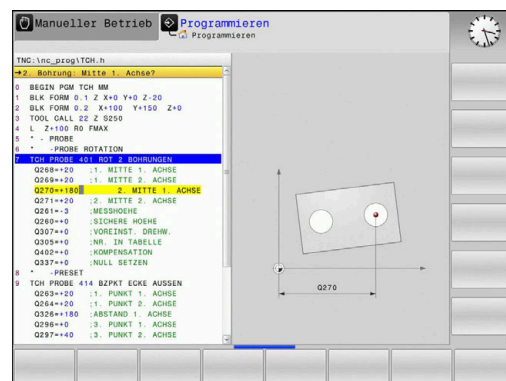 Manueller Betrieb
Programmieren
Programmieren
TNC:\nc_prog\TCH.h
→2. Bohrung: Mitte 1. Achse?
0 BEGIN PGM TCH MM
1 BLK FORM 0.1 Z X+0 Y+0 Z-20
2 BLK FORM 0.2 X+100 Y+150 Z+0
3 TOOL CALL 22 Z S250
4 L Z+100 R0 FMAX
5 * - PROBE
6 * -PROBE ROTATION
7 TCH PROBE 401 ROT 2 BOHRUNGEN
Q268=+20 ;1. MITTE 1. ACHSE
Q269=+20 ;1. MITTE 2. ACHSE
Q270=+180 2. MITTE 1. ACHSE
Q271=+20 ;2. MITTE 2. ACHSE
Q261=-3 ;MESSHOEHE
Q260=+0 ;SICHERE HOEHE
Q307=+0 ;VOREINST. DREHW.
Q305=+0 ;NR. IN TABELLE
Q402=+0 ;KOMPENSATION
Q337=+0 ;NULL SETZEN
8 * -PRESET
9 TCH PROBE 414 BZPKT ECKE AUSSEN
Q263=+20 ;1. PUNKT 1. ACHSE
Q264=+20 ;1. PUNKT 2. ACHSE
Q326=+180 ;ABSTAND 1. ACHSE
Q296=+0 ;3. PUNKT 1. ACHSE
Q297=+40 ;3. PUNKT 2. ACHSE
Q270